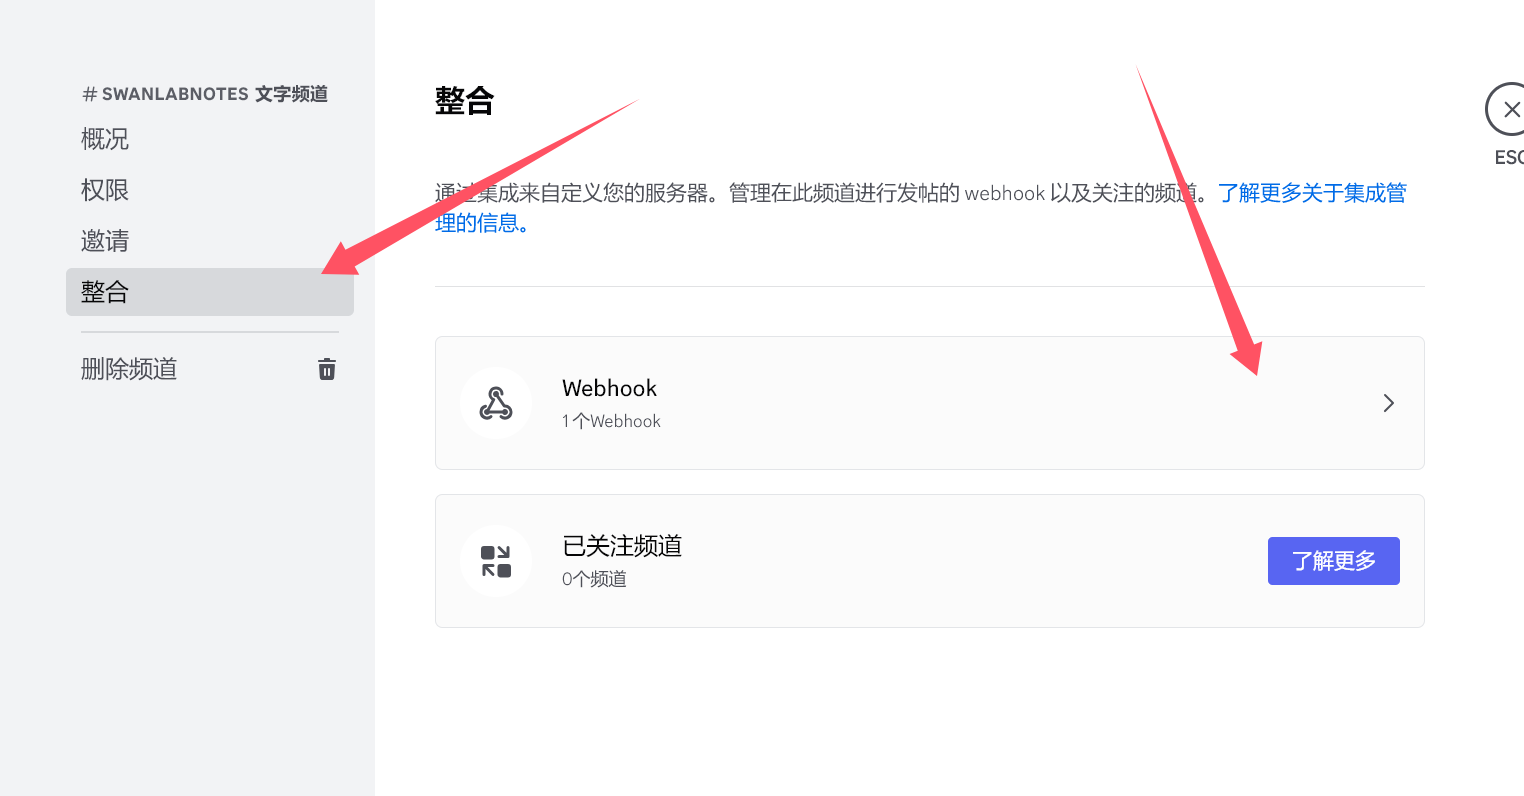 # SWANLABNOTES 文字频道
概况
权限
邀请
整合
删除频道
整合
ESC
通过集成来自定义您的服务器。管理在此频道进行发帖的 webhook 以及关注的频道。了解更多关于集成管
理的信息。
Webhook
1个Webhook
已关注频道
0个频道
了解更多